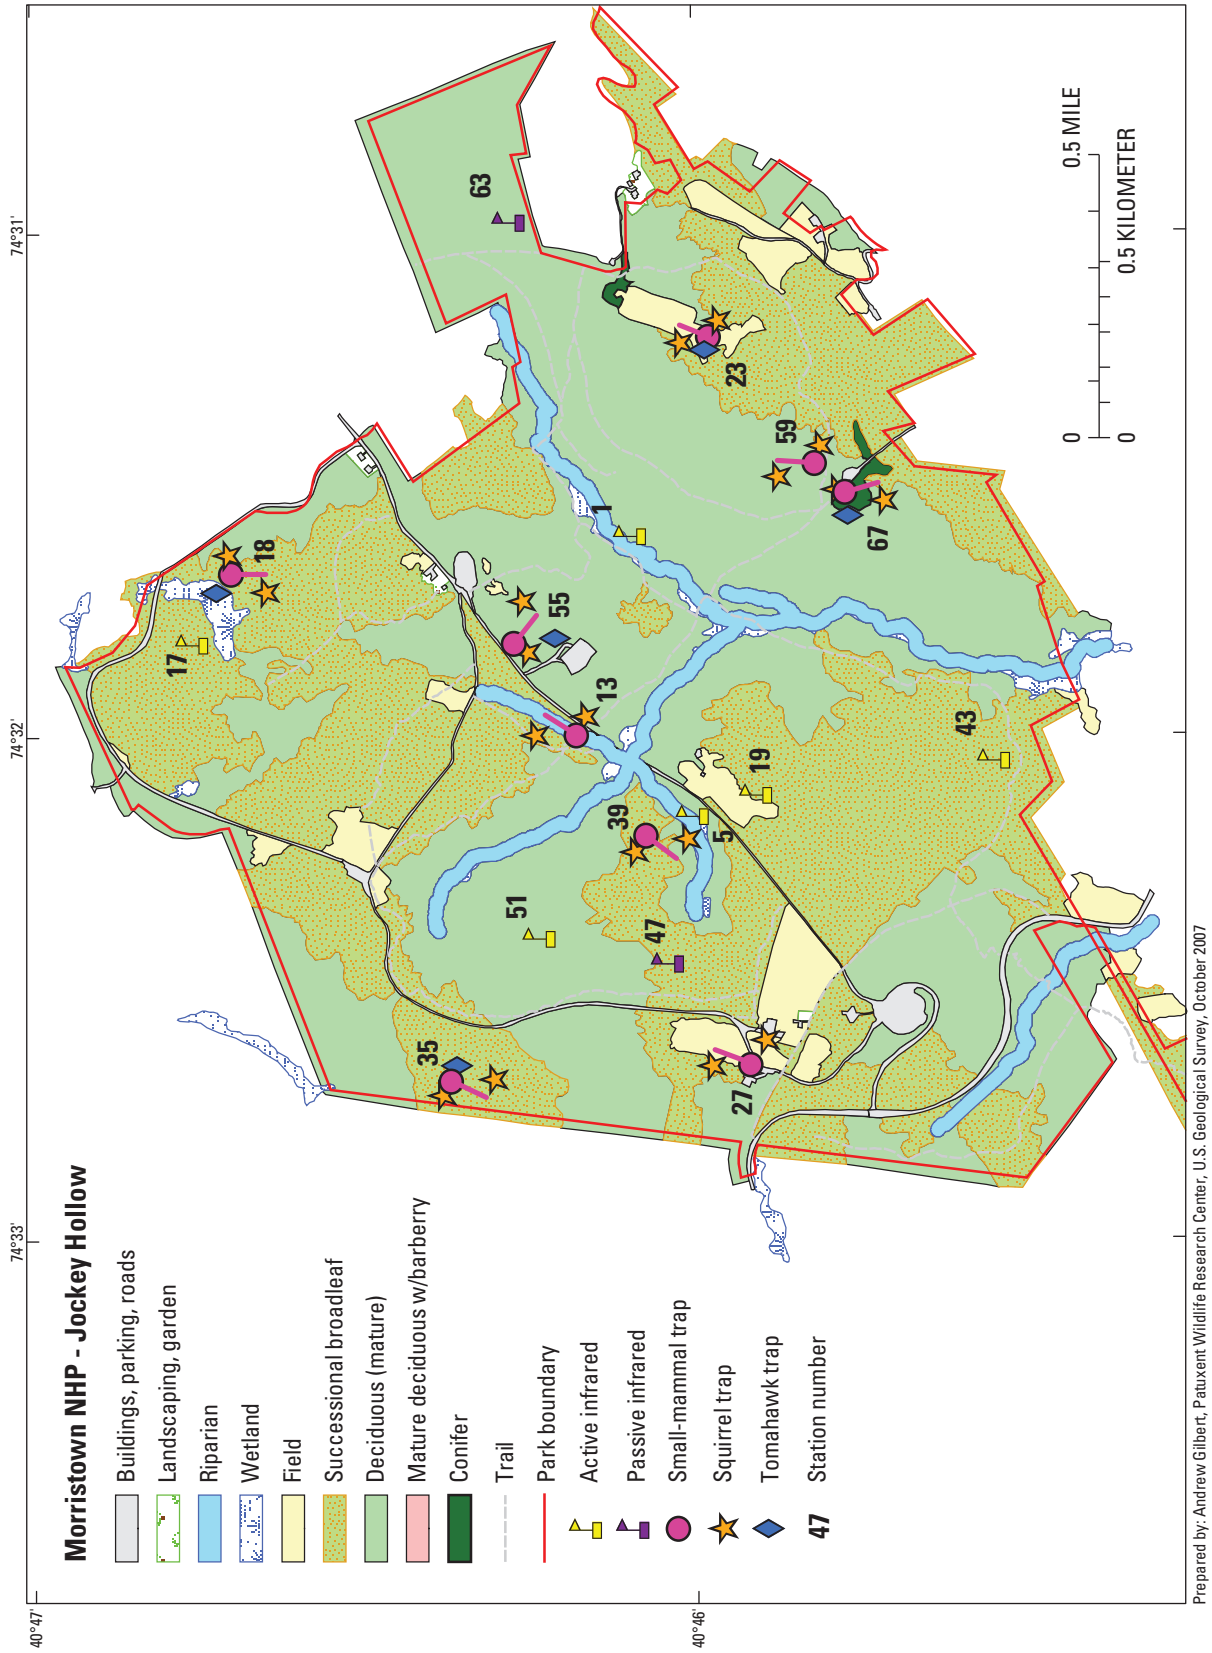 Morristown NHP - Jockey Hollow
Buildings, parking, roads
Landscaping, garden
Riparian
Wetland
Field
Successional broadleaf
Deciduous (mature)
Mature deciduous w/barberry
Conifer
Trail
Park boundary
Active infrared
Passive infrared
Small-mammal trap
Squirrel trap
Tomahawk trap
47 Station number
40°47'
40°46'
74°33'
74°32'
74°31'
17
18
35
51
47
27
39
5
13
55
19
43
1
63
23
59
67
0 0.5 MILE
0 0.5 KILOMETER
Prepared by: Andrew Gilbert, Patuxent Wildlife Research Center, U.S. Geological Survey, October 2007